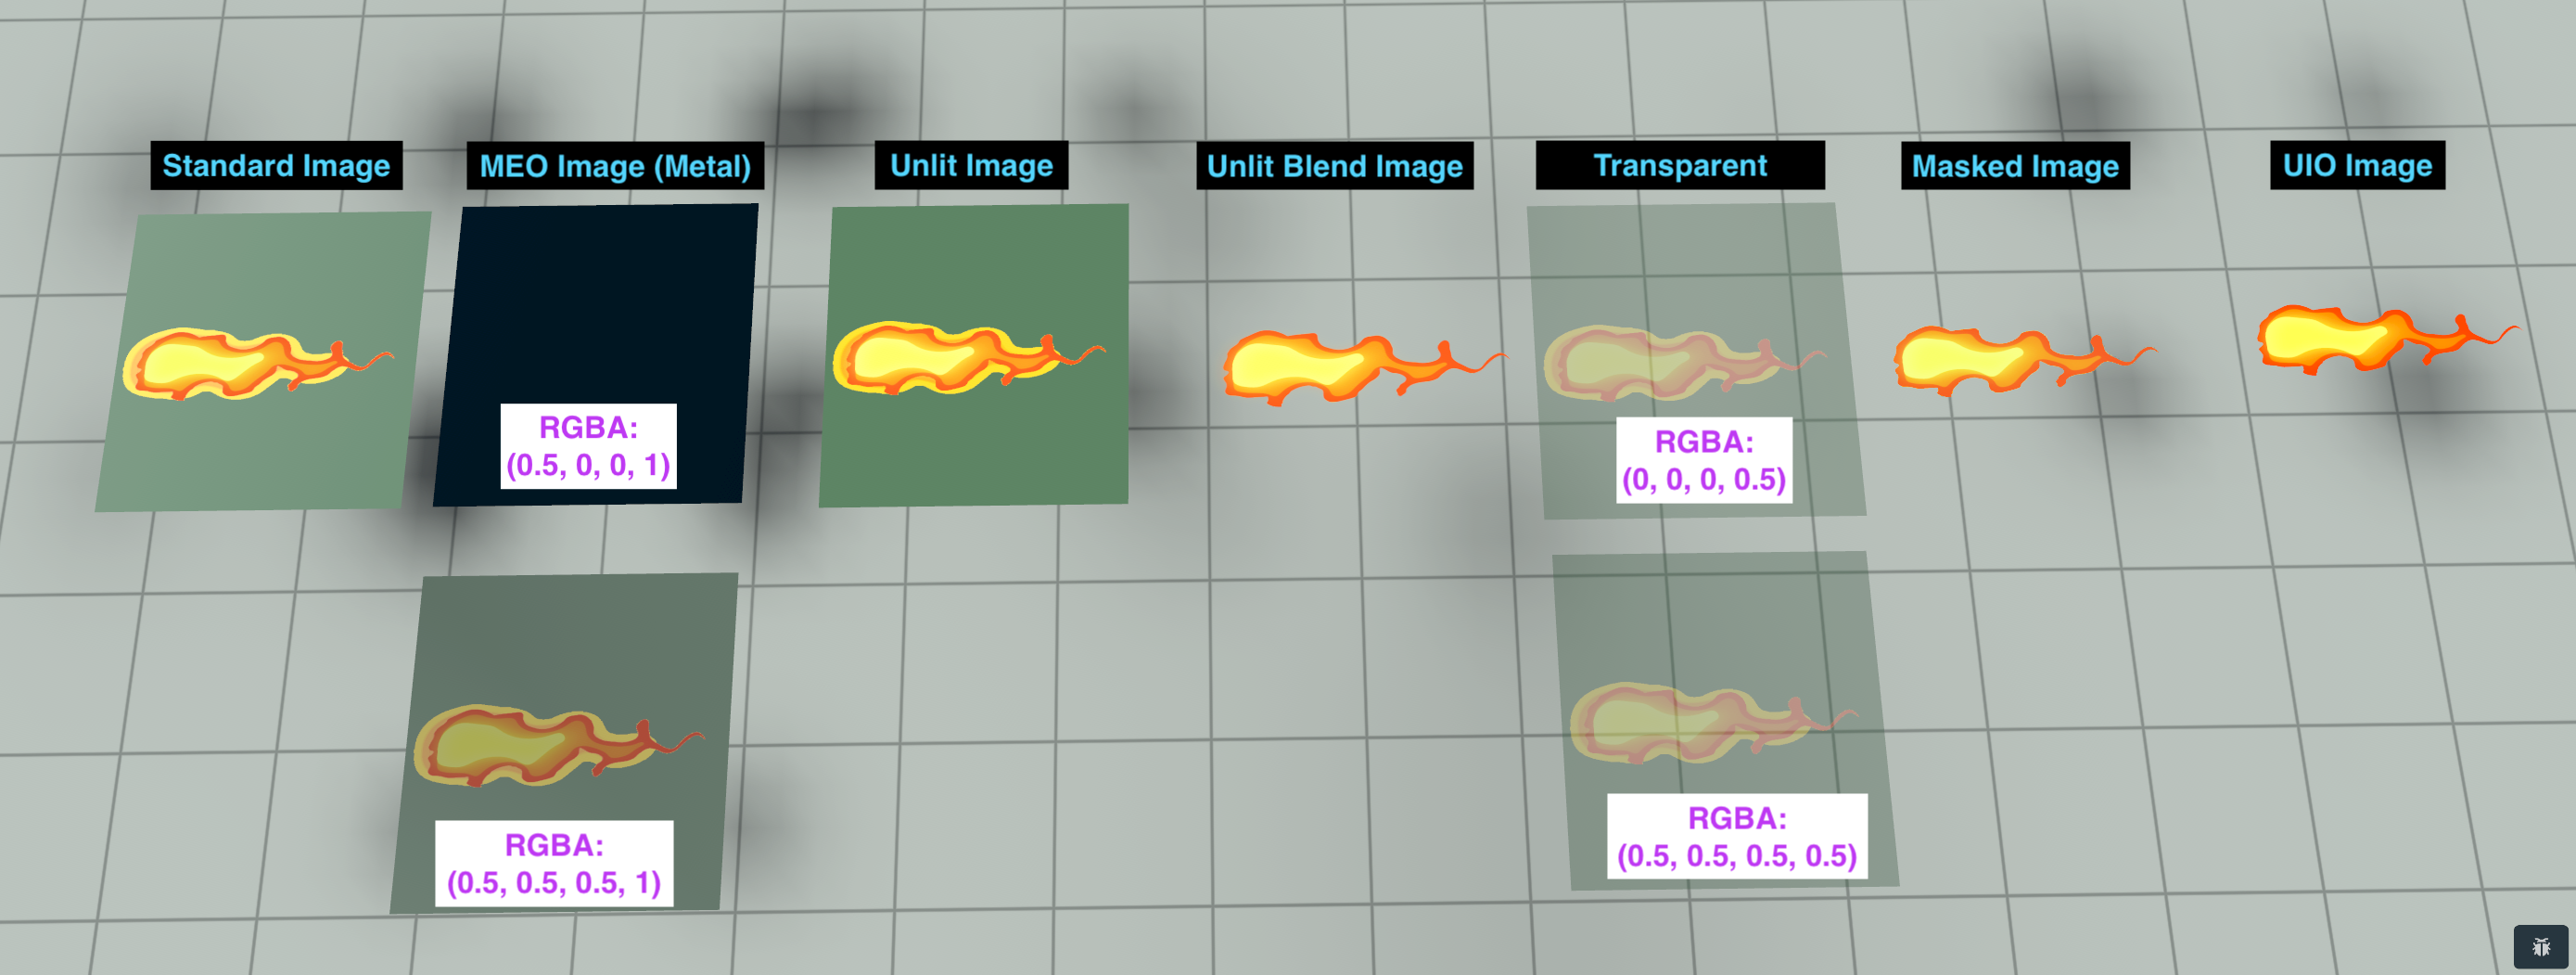 Standard Image
MEO Image (Metal)
Unlit Image
Unlit Blend Image
Transparent
Masked Image
UIO Image
RGBA:
(0.5, 0, 0, 1)
RGBA:
(0, 0, 0, 0.5)
RGBA:
(0.5, 0.5, 0.5, 1)
RGBA:
(0.5, 0.5, 0.5, 0.5)